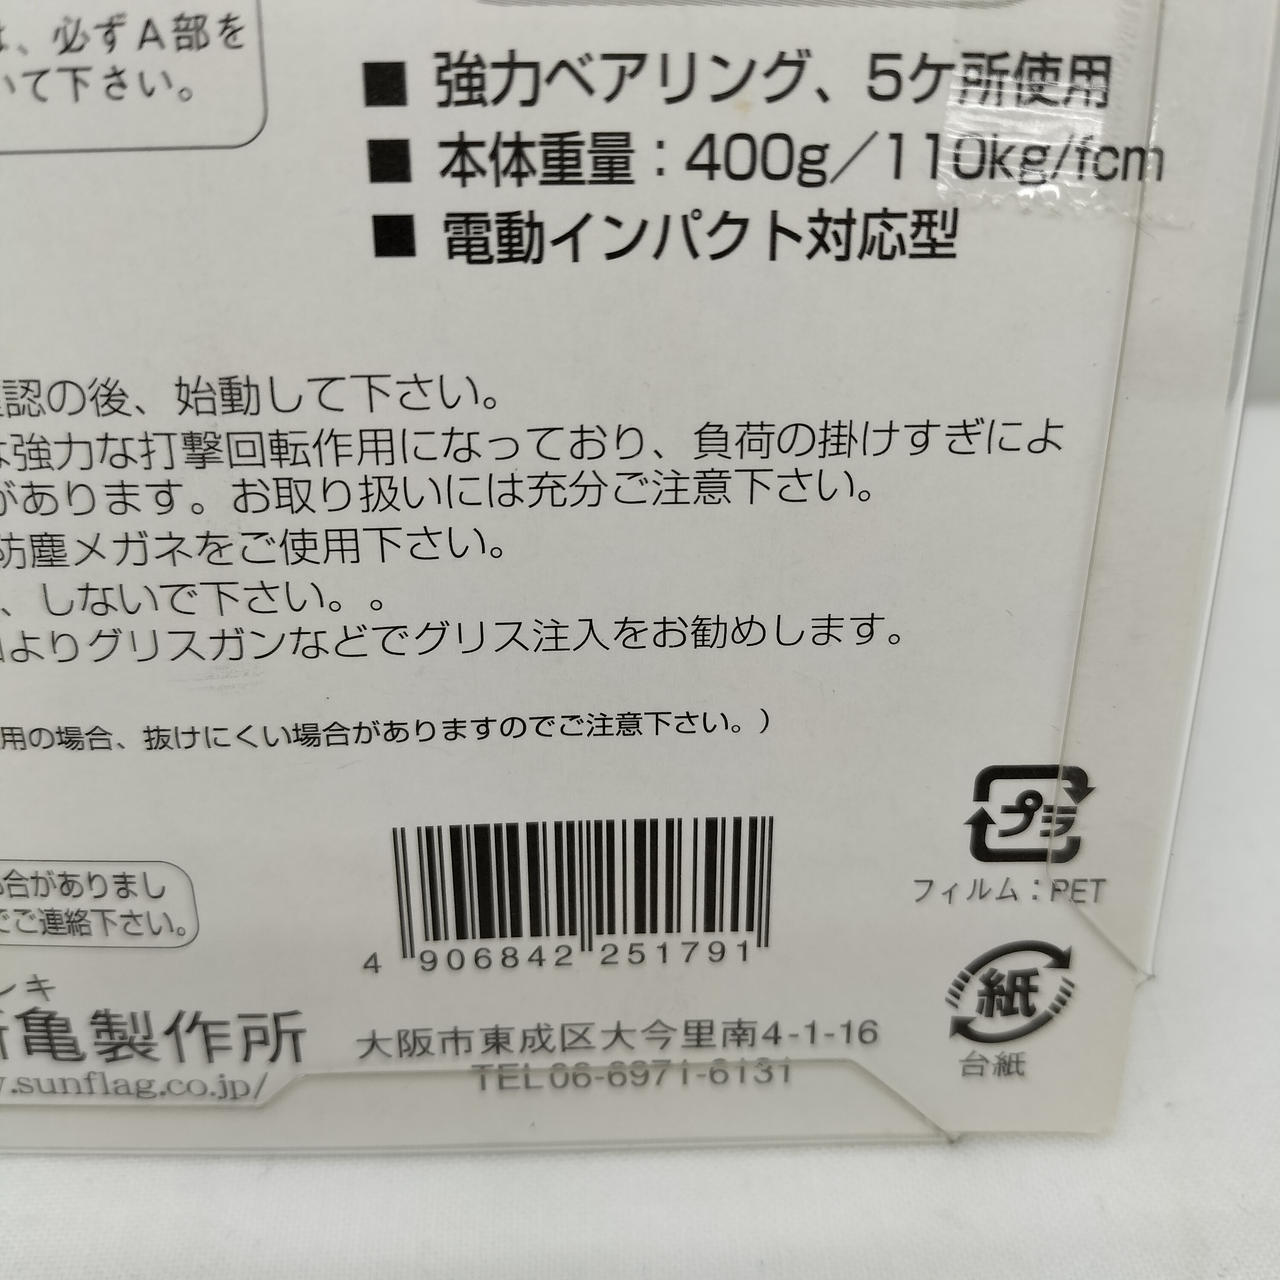 、必ずA部を
いて下さい。
■ 強力ベアリング、5ケ所使用
■ 本体重量：400g／110kg/fcm
■ 電動インパクト対応型
認の後、始動して下さい。
は強力な打撃回転作用になっており、負荷の掛けすぎによ
があります。お取り扱いには充分ご注意下さい。
防塵メガネをご使用下さい。
、しないで下さい。。
よりグリスガンなどでグリス注入をお勧めします。
用の場合、抜けにくい場合がありますのでご注意下さい。）
プラ
フィルム：PET
合がありまし
でご連絡下さい。
4 906842 251791
紙
台紙
ンキ
亀製作所
.sunflag.co.jp/
大阪市東成区大今里南4-1-16
TEL06-6971-6131